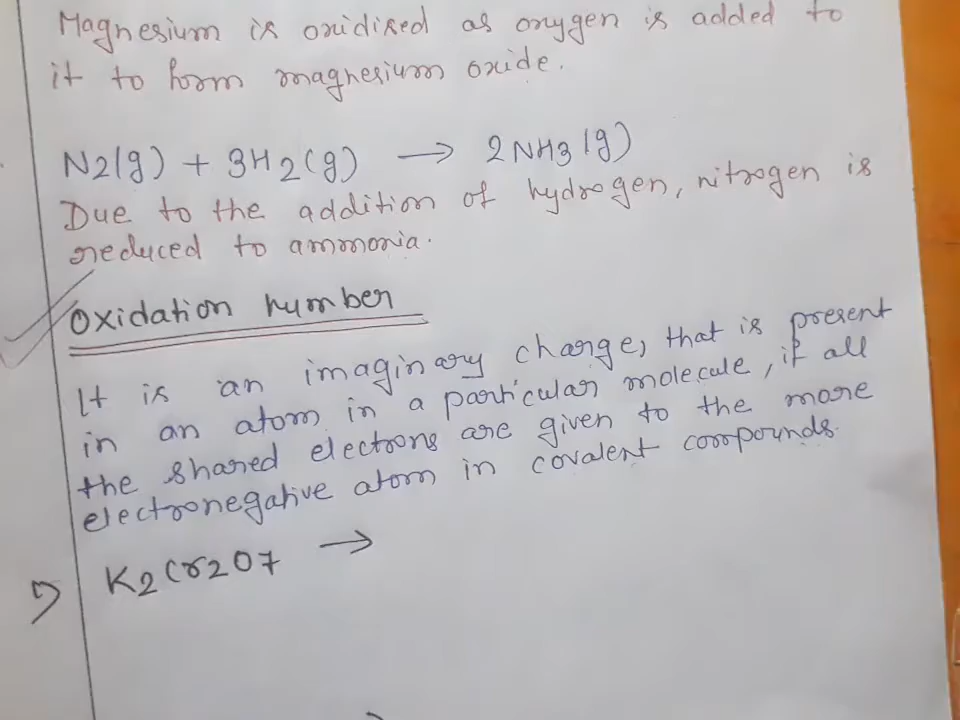 Magnesium is oxidised as oxygen is added to
it to form magnesium oxide.
N2(g) + 3H2(g) → 2NH3(g)
Due to the addition of hydrogen, nitrogen is
reduced to ammonia.
Oxidation number
It is an imaginary charge, that is present
in an atom in a particular molecule, if all
the shared electrons are given to the more
electronegative atom in covalent compounds.
K2Cr2O7 →